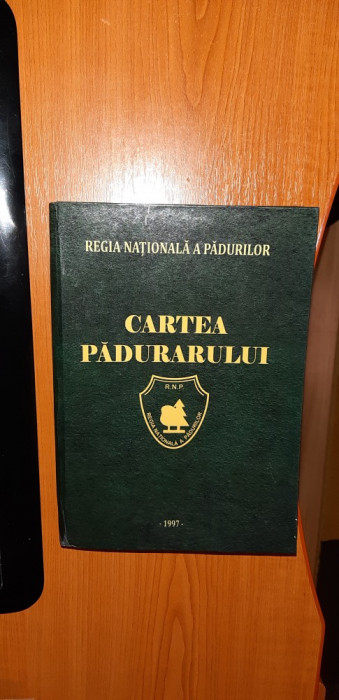 REGIA NAȚIONALĂ A PĂDURILOR
CARTEA
PĂDURARULUI
R.N.P.
REGIA NAȚIONALĂ A PĂDURILOR
- 1997 -